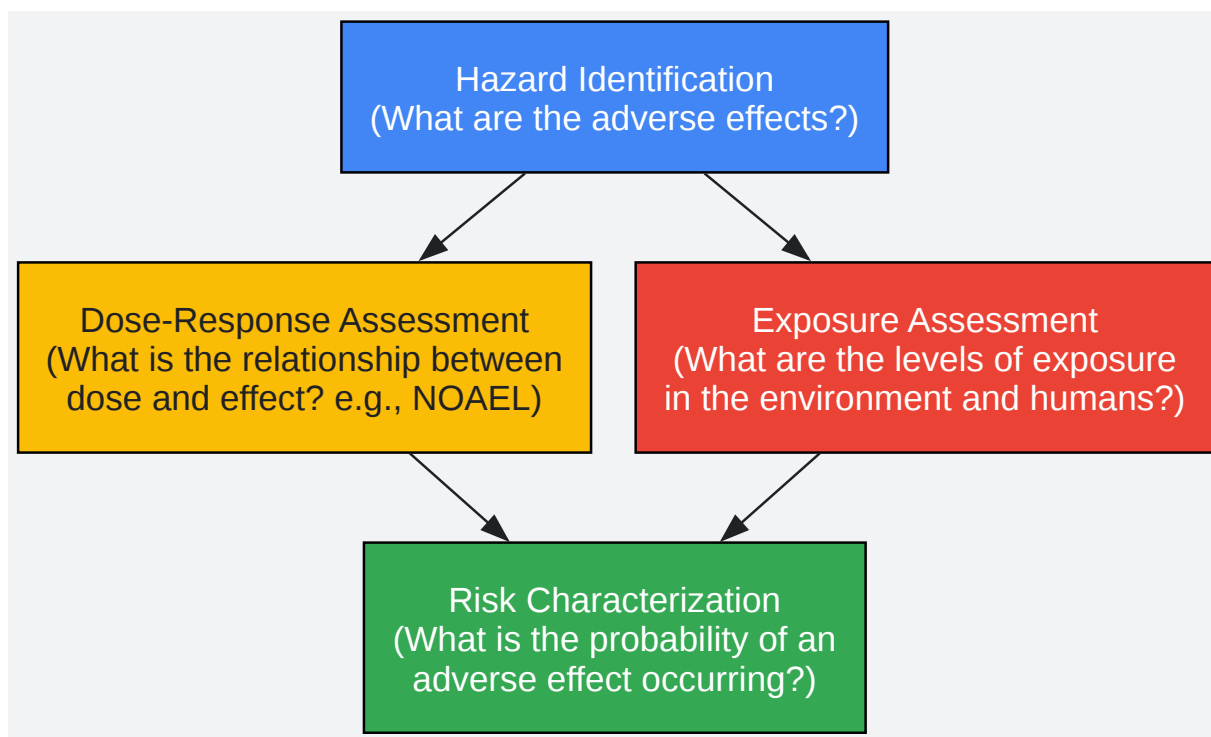 Hazard Identification
(What are the adverse effects?)
Dose-Response Assessment
(What is the relationship between
dose and effect? e.g., NOAEL)
Exposure Assessment
(What are the levels of exposure
in the environment and humans?)
Risk Characterization
(What is the probability of an
adverse effect occurring?)